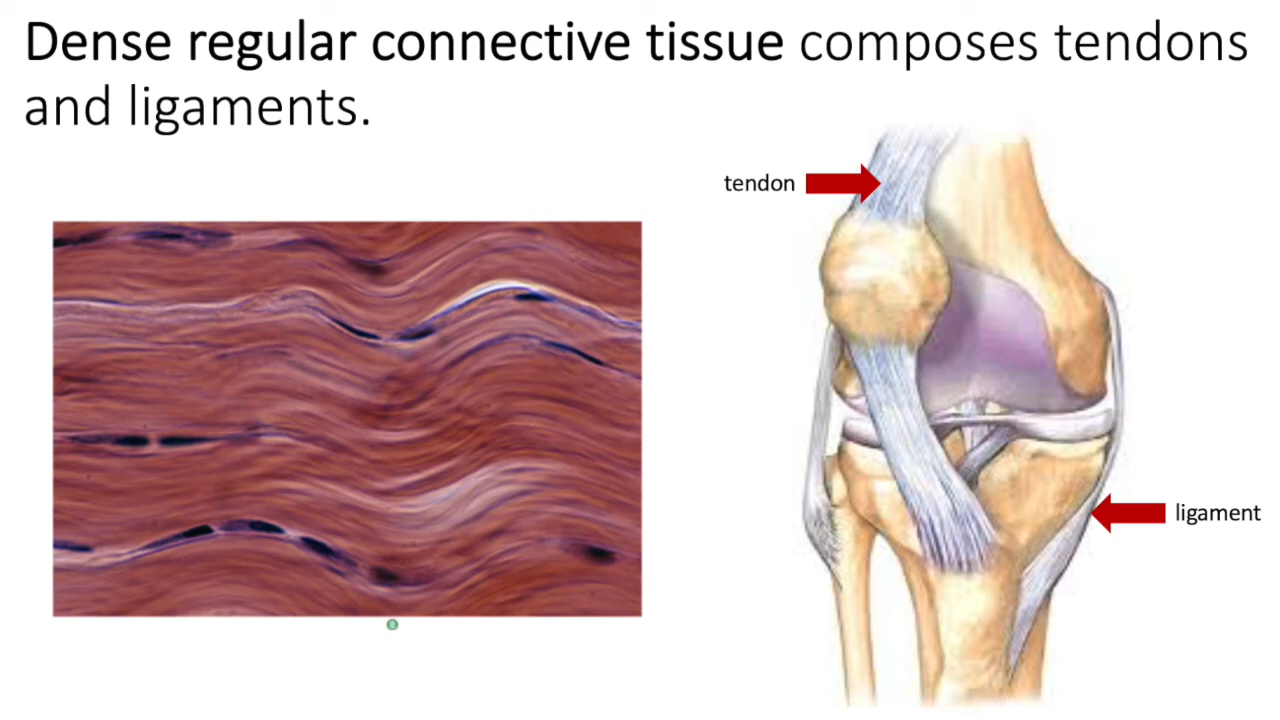 Dense regular connective tissue composes tendons
and ligaments.
tendon
ligament